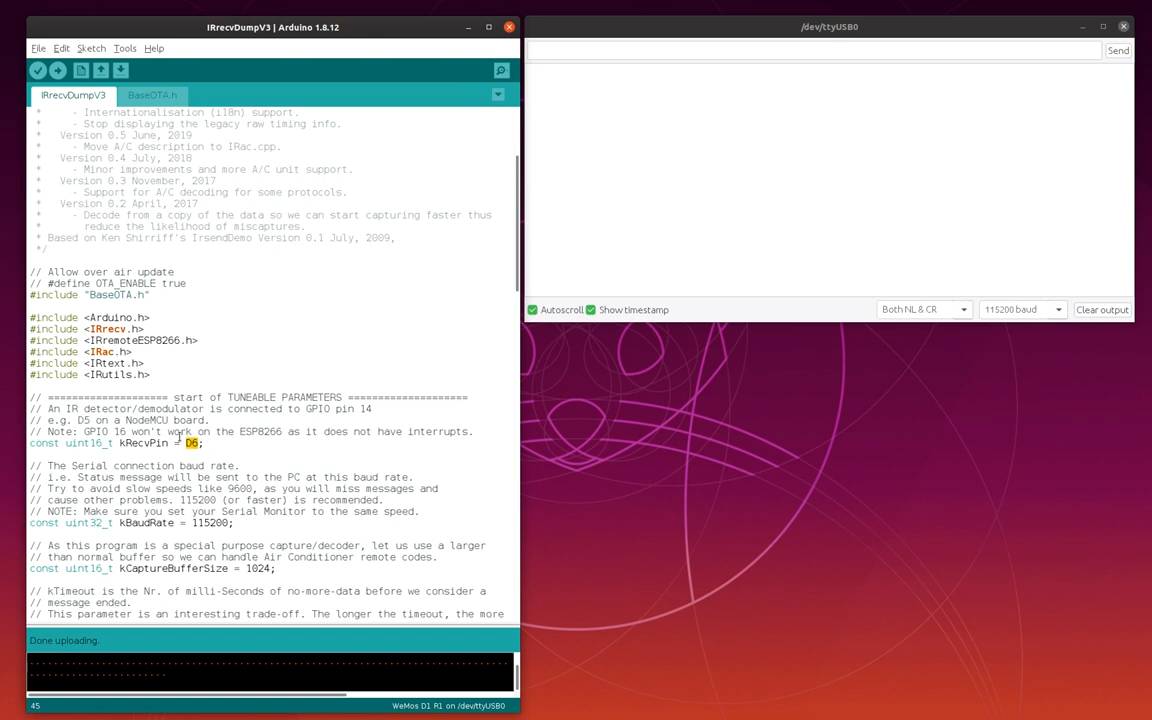 IRrecvDumpV3 | Arduino 1.8.12
File Edit Sketch Tools Help
IRrecvDumpV3 BaseOTA.h
*      - Internationalisation (i18n) support.
*      - Stop displaying the legacy raw timing info.
*   Version 0.5 June, 2019
*      - Move A/C description to IRac.cpp.
*   Version 0.4 July, 2018
*      - Minor improvements and more A/C unit support.
*   Version 0.3 November, 2017
*      - Support for A/C decoding for some protocols.
*   Version 0.2 April, 2017
*      - Decode from a copy of the data so we can start capturing faster thus
*        reduce the likelihood of miscaptures.
* Based on Ken Shirriff's IrsendDemo Version 0.1 July, 2009,
*/
// Allow over air update
// #define OTA_ENABLE true
#include "BaseOTA.h"
#include <Arduino.h>
#include <IRrecv.h>
#include <IRremoteESP8266.h>
#include <IRac.h>
#include <IRtext.h>
#include <IRutils.h>
// ==================== start of TUNEABLE PARAMETERS ====================
// An IR detector/demodulator is connected to GPIO pin 14
// e.g. D5 on a NodeMCU board.
// Note: GPIO 16 won't work on the ESP8266 as it does not have interrupts.
const uint16_t kRecvPin = D6;
// The Serial connection baud rate.
// i.e. Status message will be sent to the PC at this baud rate.
// Try to avoid slow speeds like 9600, as you will miss messages and
// cause other problems. 115200 (or faster) is recommended.
// NOTE: Make sure you set your Serial Monitor to the same speed.
const uint32_t kBaudRate = 115200;
// As this program is a special purpose capture/decoder, let us use a larger
// than normal buffer so we can handle Air Conditioner remote codes.
const uint16_t kCaptureBufferSize = 1024;
// kTimeout is the Nr. of milli-Seconds of no-more-data before we consider a
// message ended.
// This parameter is an interesting trade-off. The longer the timeout, the more
Done uploading.
45 WeMos D1 R1 on /dev/ttyUSB0
/dev/ttyUSB0
Send
Autoscroll Show timestamp Both NL & CR 115200 baud Clear output